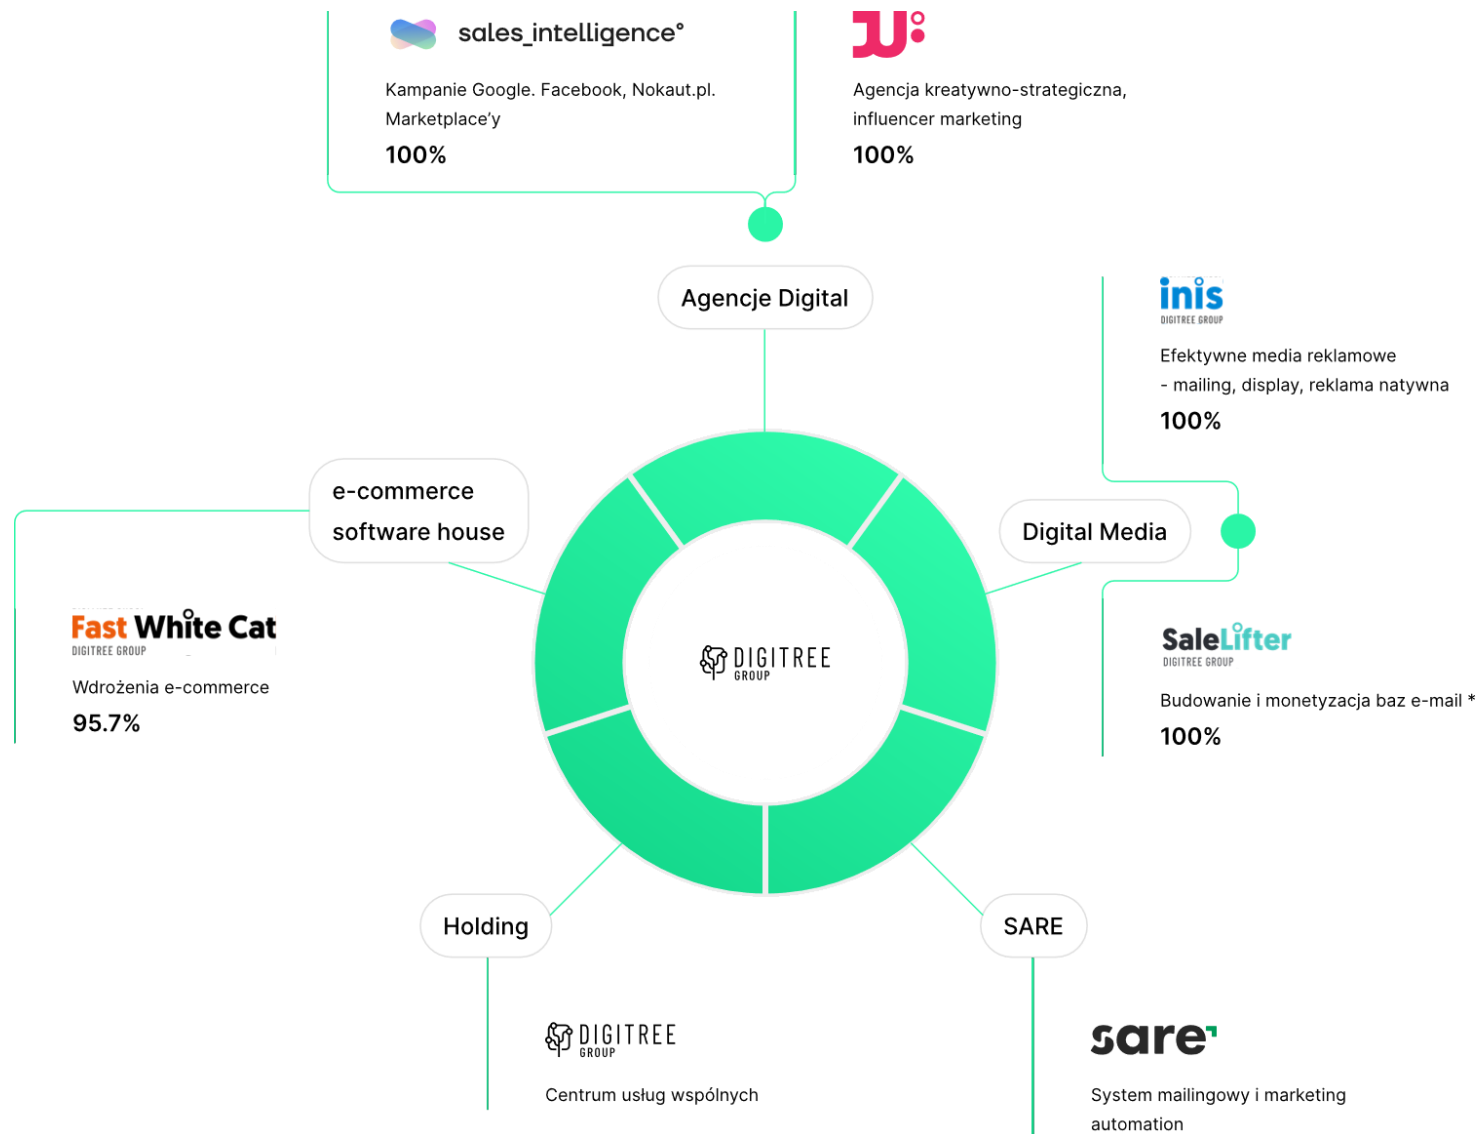 sales_intelligence°
Kampanie Google. Facebook, Nokaut.pl.
Marketplace’y
100%
Agencja kreatywno-strategiczna,
influencer marketing
100%
Agencje Digital
inis
DIGITREE GROUP
Efektywne media reklamowe
- mailing, display, reklama natywna
100%
e-commerce
software house
Digital Media
Fast White Cat
DIGITREE GROUP
Wdrożenia e-commerce
95.7%
DIGITREE
GROUP
SaleLifter
DIGITREE GROUP
Budowanie i monetyzacja baz e-mail *
100%
Holding
SARE
DIGITREE
GROUP
Centrum usług wspólnych
sare
System mailingowy i marketing
automation